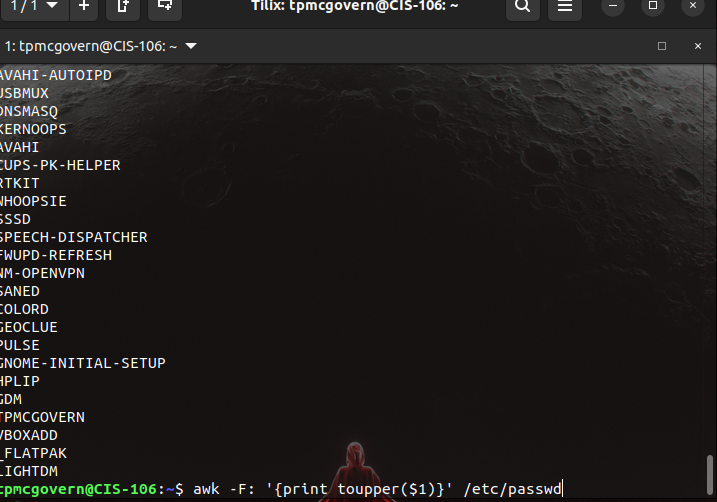 1 / 1
Tilix: tpmcgovern@CIS-106: ~
1: tpmcgovern@CIS-106: ~
AVAHI-AUTOIPD
USBMUX
DNSMASQ
KERNOOPS
AVAHI
CUPS-PK-HELPER
RTKIT
WHOOPSIE
SSSD
SPEECH-DISPATCHER
FWUPD-REFRESH
NM-OPENVPN
SANED
COLORD
GEOCLUE
PULSE
GNOME-INITIAL-SETUP
HPLIP
GDM
TPMCGOVERN
VBOXADD
_FLATPAK
LIGHTDM
tpmcgovern@CIS-106:~$ awk -F: '{print toupper($1)}' /etc/passwd